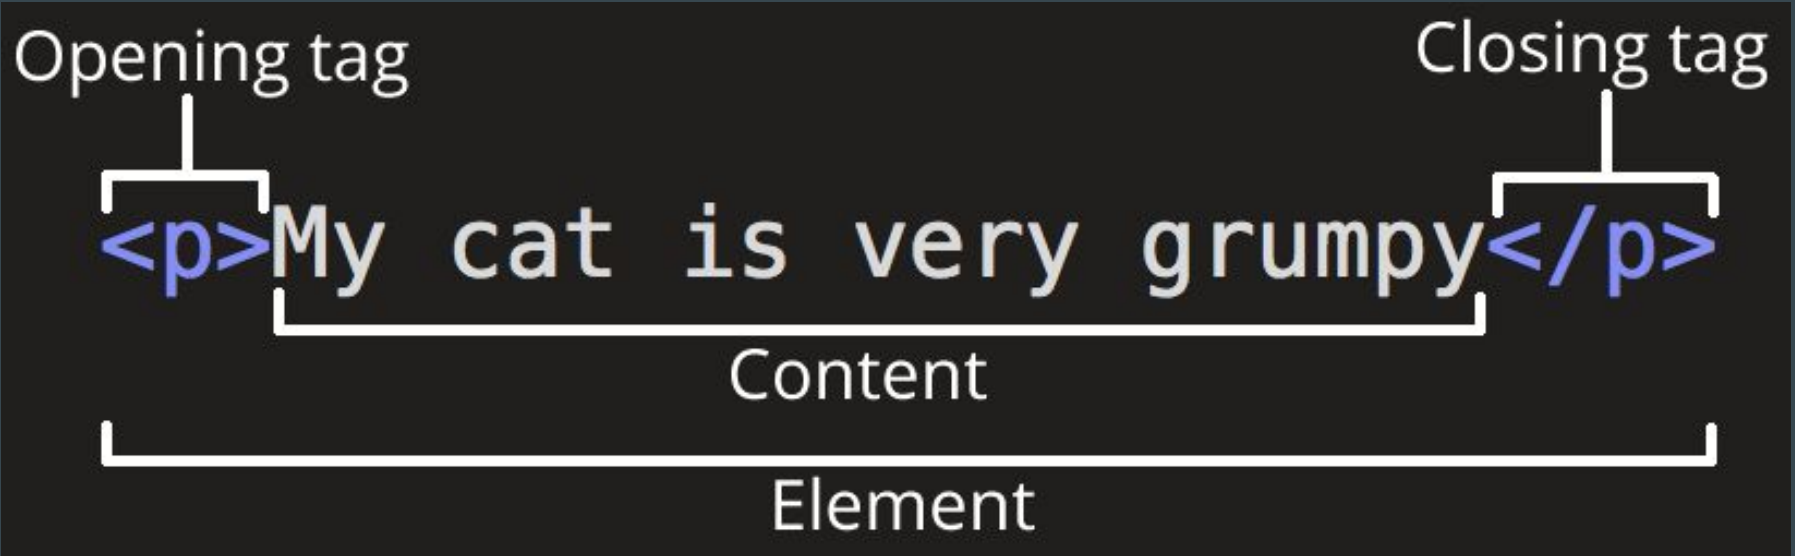 Opening tag
Closing tag
<p>My cat is very grumpy</p>
Content
Element